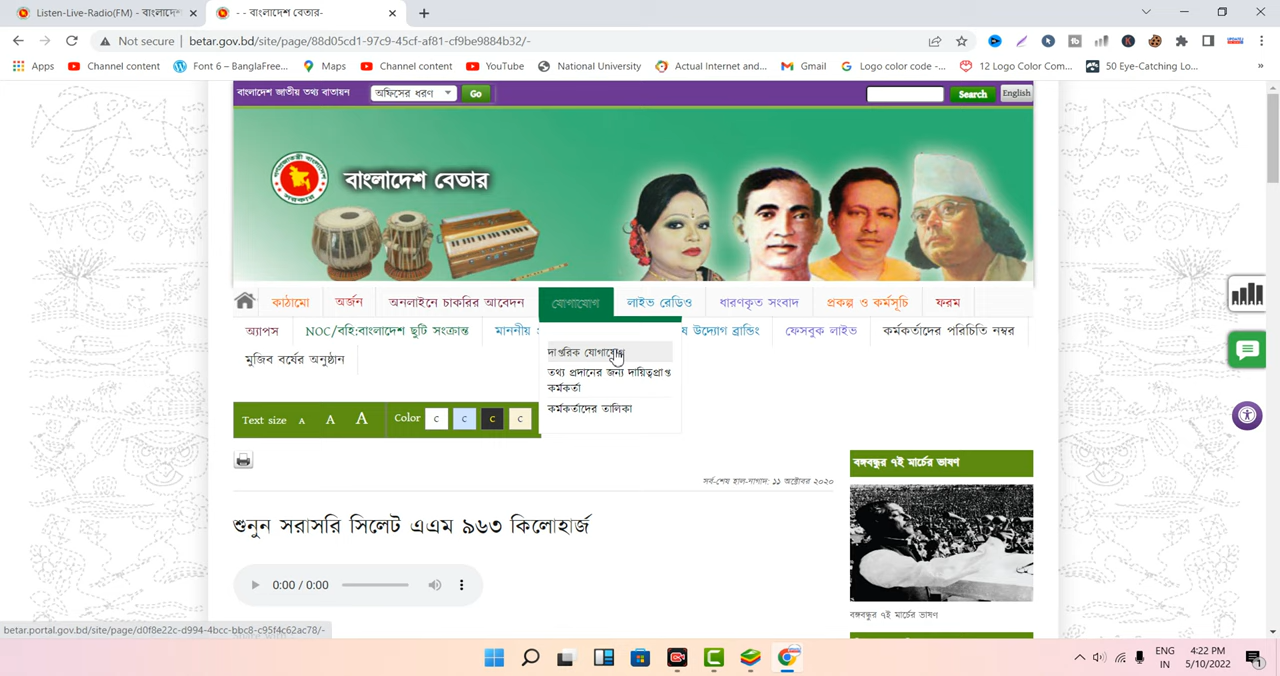 Listen-Live-Radio(FM) - বাংলাদেশ
- - বাংলাদেশ বেতার-
Not secure | betar.gov.bd/site/page/88d05cd1-97c9-45cf-af81-cf9be9884b32/-
Apps Channel content Font 6 – BanglaFree... Maps Channel content YouTube National University Actual Internet and... Gmail Logo color code -... 12 Logo Color Com... 50 Eye-Catching Lo... »
বাংলাদেশ জাতীয় তথ্য বাতায়ন অফিসের ধরণ Go Search English
বাংলাদেশ বেতার
কাঠামো অর্জন অনলাইনে চাকরির আবেদন যোগাযোগ লাইভ রেডিও ধারণকৃত সংবাদ প্রকল্প ও কর্মসূচি ফরম
অ্যাপস NOC/বহি:বাংলাদেশ ছুটি সংক্রান্ত মাননীয় উদ্যোগ ব্রান্ডিং ফেসবুক লাইভ কর্মকর্তাদের পরিচিতি নম্বর
মুজিব বর্ষের অনুষ্ঠান
দাপ্তরিক যোগাযোগ
তথ্য প্রদানের জন্য দায়িত্বপ্রাপ্ত
কর্মকর্তা
কর্মকর্তাদের তালিকা
Text size A A A Color C C C C
সর্ব-শেষ হাল-নাগাদ: ১১ অক্টোবর ২০২০
শুনুন সরাসরি সিলেট এএম ৯৬৩ কিলোহার্জ
0:00 / 0:00
বঙ্গবন্ধুর ৭ই মার্চের ভাষণ
বঙ্গবন্ধুর ৭ই মার্চের ভাষণ
betar.portal.gov.bd/site/page/d0f8e22c-d994-4bcc-bbc8-c95f4c62ac78/-
ENG
IN
4:22 PM
5/10/2022
1